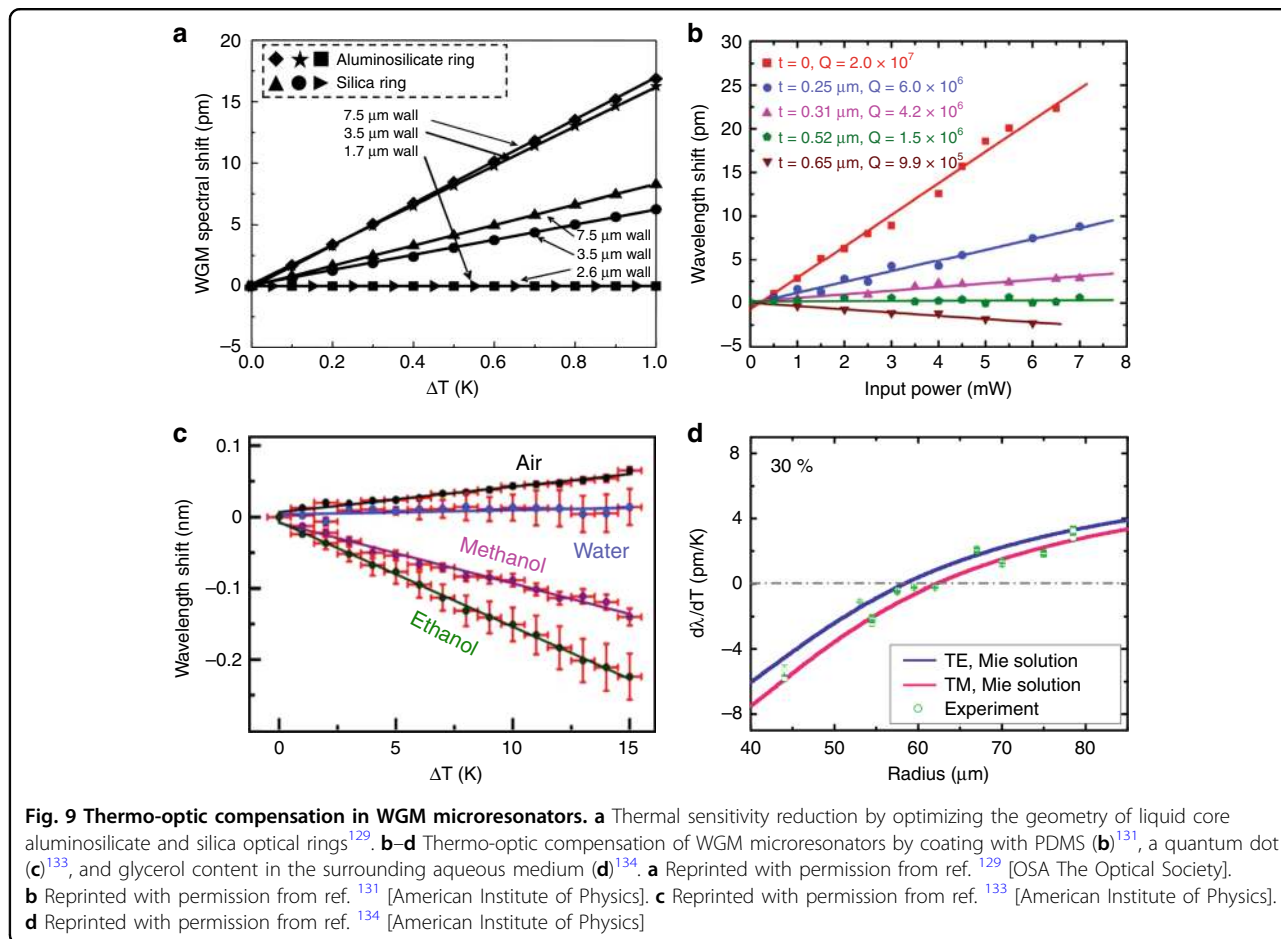 a
20
15
10
5
0
−5
WGM spectral shift (pm)
Aluminosilicate ring
Silica ring
7.5 μm wall
3.5 μm wall
1.7 μm wall
7.5 μm wall
3.5 μm wall
2.6 μm wall
0.0 0.2 0.4 0.6 0.8 1.0
ΔT (K)
b
30
25
20
15
10
5
0
−5
Wavelength shift (pm)
t = 0, Q = 2.0 × 10⁷
t = 0.25 μm, Q = 6.0 × 10⁶
t = 0.31 μm, Q = 4.2 × 10⁶
t = 0.52 μm, Q = 1.5 × 10⁶
t = 0.65 μm, Q = 9.9 × 10⁵
0 1 2 3 4 5 6 7 8
Input power (mW)
c
0.1
0
−0.1
−0.2
Wavelength shift (nm)
Air
Water
Methanol
Ethanol
0 5 10 15
ΔT (K)
d
8
4
0
−4
−8
dλ/dT (pm/K)
30 %
TE, Mie solution
TM, Mie solution
Experiment
40 50 60 70 80
Radius (μm)
Fig. 9 Thermo-optic compensation in WGM microresonators. a Thermal sensitivity reduction by optimizing the geometry of liquid core
aluminosilicate and silica optical rings¹²⁹. b–d Thermo-optic compensation of WGM microresonators by coating with PDMS (b)¹³¹, a quantum dot
(c)¹³³, and glycerol content in the surrounding aqueous medium (d)¹³⁴. a Reprinted with permission from ref. ¹²⁹ [OSA The Optical Society].
b Reprinted with permission from ref. ¹³¹ [American Institute of Physics]. c Reprinted with permission from ref. ¹³³ [American Institute of Physics].
d Reprinted with permission from ref. ¹³⁴ [American Institute of Physics]